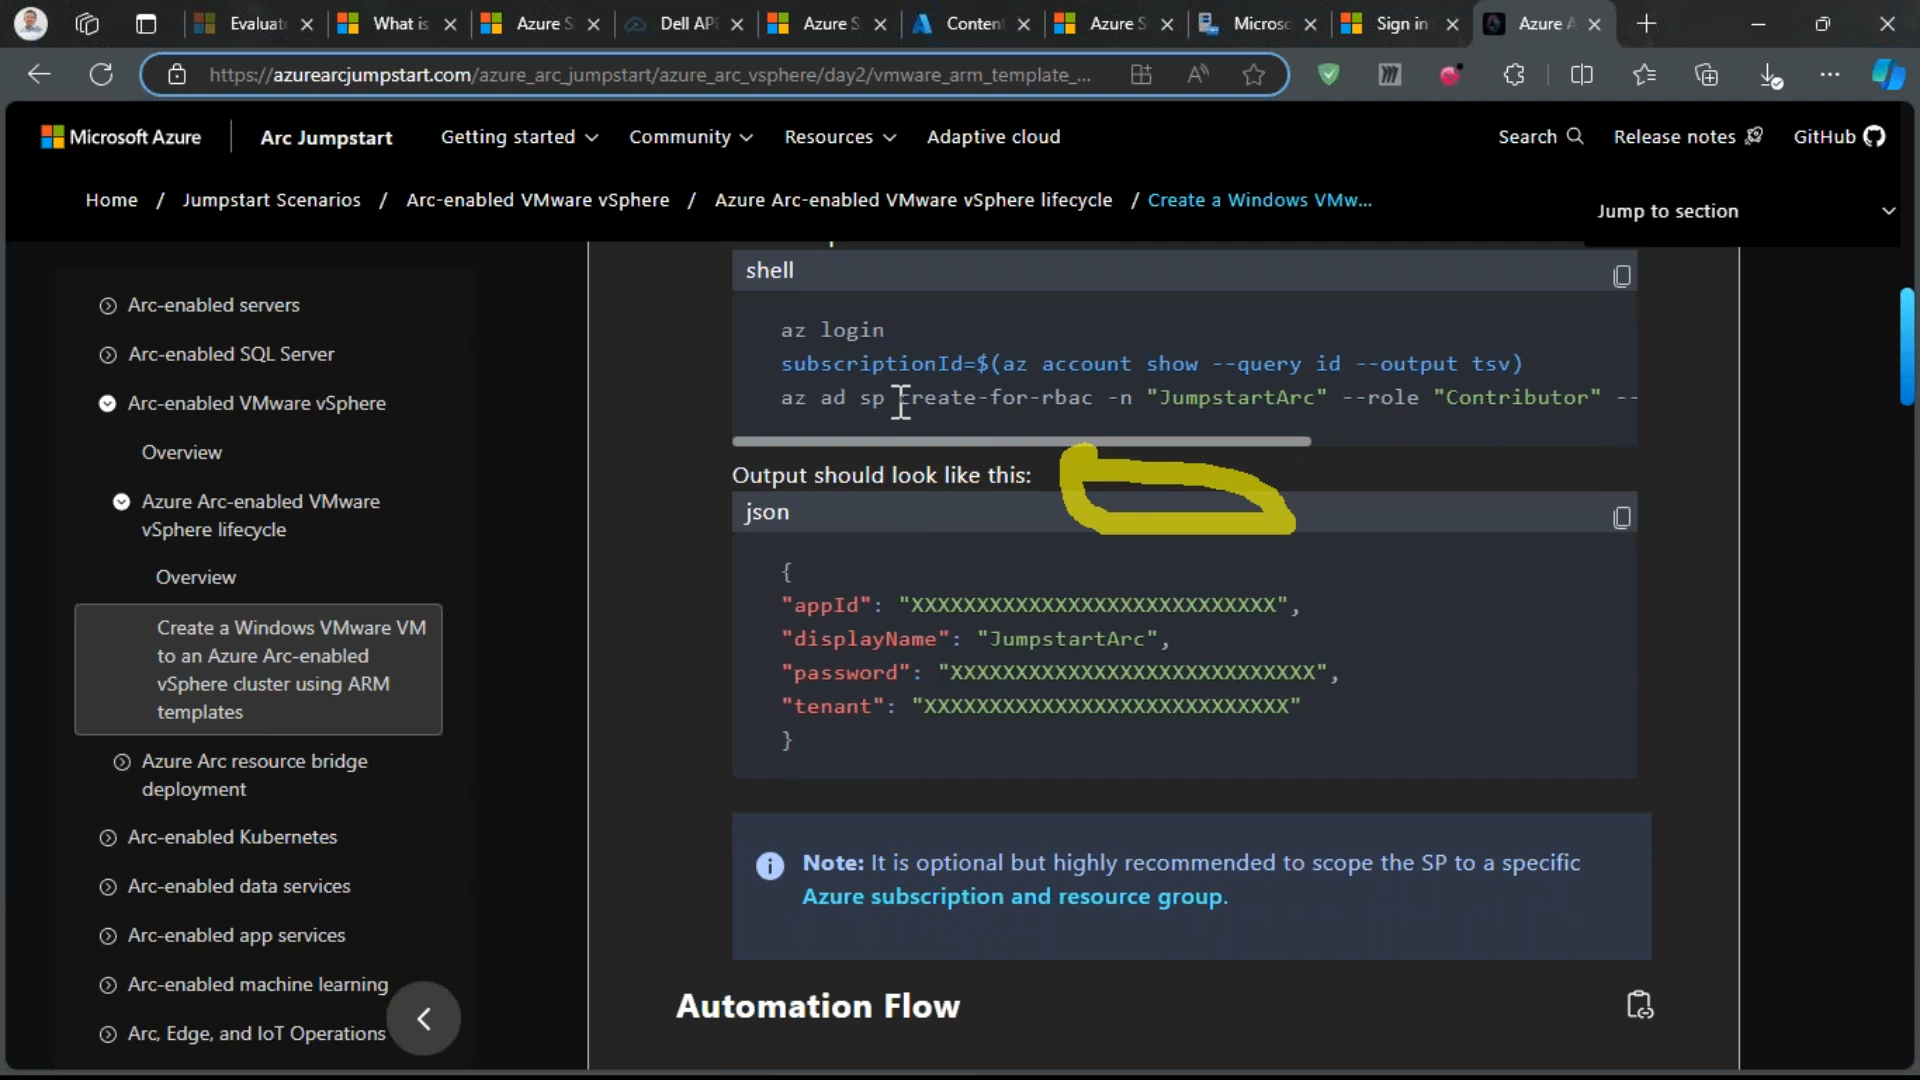 Evaluat
What is
Azure S
Dell API
Azure S
Conten
Azure S
Microso
Sign in
Azure A
https://azurearcjumpstart.com/azure_arc_jumpstart/azure_arc_vsphere/day2/vmware_arm_template_...
Microsoft Azure
Arc Jumpstart
Getting started
Community
Resources
Adaptive cloud
Search
Release notes
GitHub
Home / Jumpstart Scenarios / Arc-enabled VMware vSphere / Azure Arc-enabled VMware vSphere lifecycle / Create a Windows VMw...
Jump to section
Arc-enabled servers
Arc-enabled SQL Server
Arc-enabled VMware vSphere
Overview
Azure Arc-enabled VMware
vSphere lifecycle
Overview
Create a Windows VMware VM
to an Azure Arc-enabled
vSphere cluster using ARM
templates
Azure Arc resource bridge
deployment
Arc-enabled Kubernetes
Arc-enabled data services
Arc-enabled app services
Arc-enabled machine learning
Arc, Edge, and IoT Operations
shell
az login
subscriptionId=$(az account show --query id --output tsv)
az ad sp create-for-rbac -n "JumpstartArc" --role "Contributor" --
Output should look like this:
json
{
"appId": "XXXXXXXXXXXXXXXXXXXXXXXXXXXX",
"displayName": "JumpstartArc",
"password": "XXXXXXXXXXXXXXXXXXXXXXXXXXXX",
"tenant": "XXXXXXXXXXXXXXXXXXXXXXXXXXXX"
}
Note: It is optional but highly recommended to scope the SP to a specific
Azure subscription and resource group.
Automation Flow